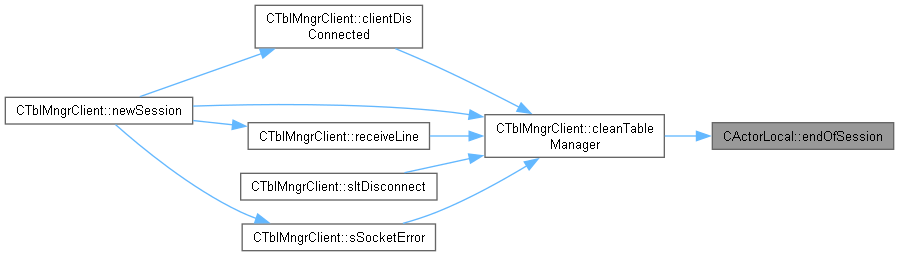 CTblMngrClient::clientDis
Connected
CTblMngrClient::newSession
CTblMngrClient::receiveLine
CTblMngrClient::cleanTable
Manager
CActorLocal::endOfSession
CTblMngrClient::sltDisconnect
CTblMngrClient::sSocketError